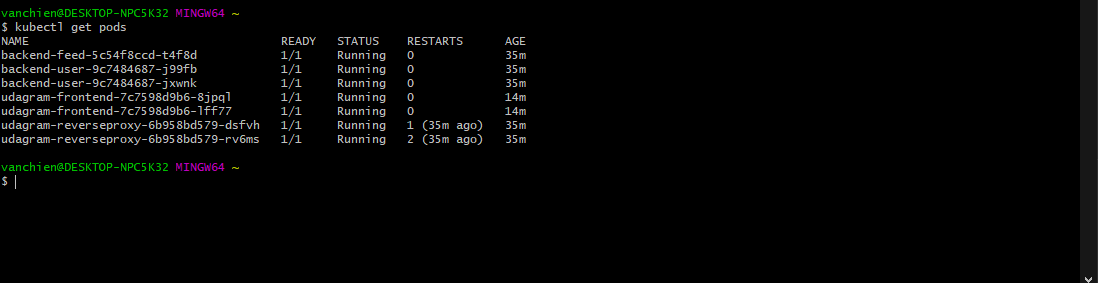 vanchien@DESKTOP-NPC5K32 MINGW64 ~
$ kubectl get pods
NAME READY STATUS RESTARTS AGE
backend-feed-5c54f8ccd-t4f8d 1/1 Running 0 35m
backend-user-9c7484687-j99fb 1/1 Running 0 35m
backend-user-9c7484687-jxwnk 1/1 Running 0 35m
udagram-frontend-7c7598d9b6-8jpql 1/1 Running 0 14m
udagram-frontend-7c7598d9b6-lff77 1/1 Running 0 14m
udagram-reverseproxy-6b958bd579-dsfvh 1/1 Running 1 (35m ago) 35m
udagram-reverseproxy-6b958bd579-rv6ms 1/1 Running 2 (35m ago) 35m
vanchien@DESKTOP-NPC5K32 MINGW64 ~
$